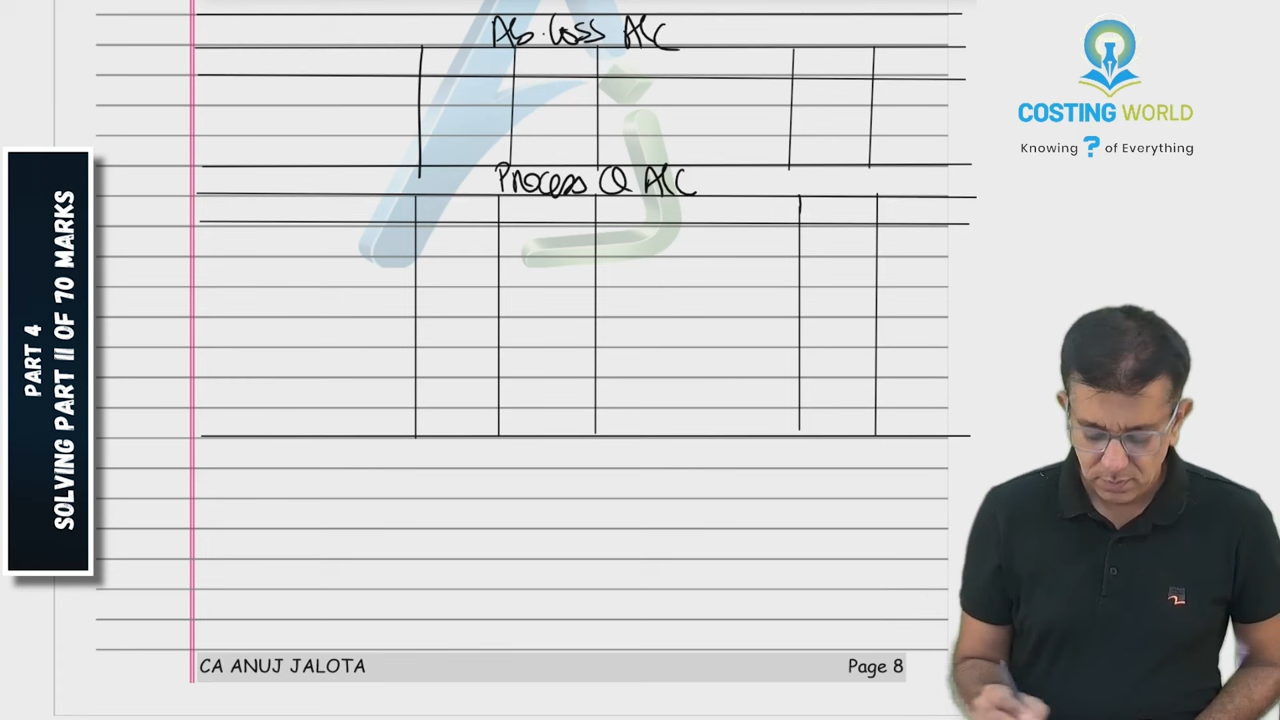 Ab. Loss A/C
COSTING WORLD
Knowing ? of Everything
Process Q A/C
PART 4
SOLVING PART II OF 70 MARKS
CA ANUJ JALOTA
Page 8